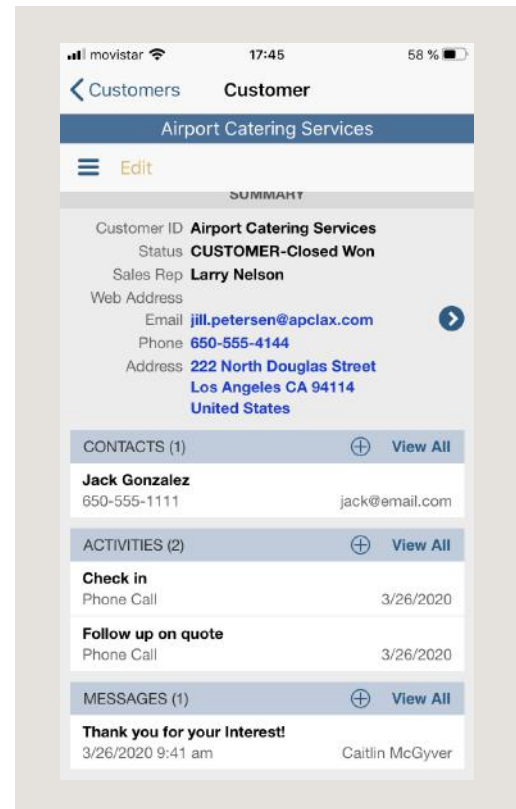 movistar 17:45 58 %
Customers Customer
Airport Catering Services
Edit
SUMMARY
Customer ID Airport Catering Services
Status CUSTOMER-Closed Won
Sales Rep Larry Nelson
Web Address
Email jill.petersen@apclax.com
Phone 650-555-4144
Address 222 North Douglas Street
Los Angeles CA 94114
United States
CONTACTS (1) View All
Jack Gonzalez
650-555-1111 jack@email.com
ACTIVITIES (2) View All
Check in
Phone Call 3/26/2020
Follow up on quote
Phone Call 3/26/2020
MESSAGES (1) View All
Thank you for your Interest!
3/26/2020 9:41 am Caitlin McGyver